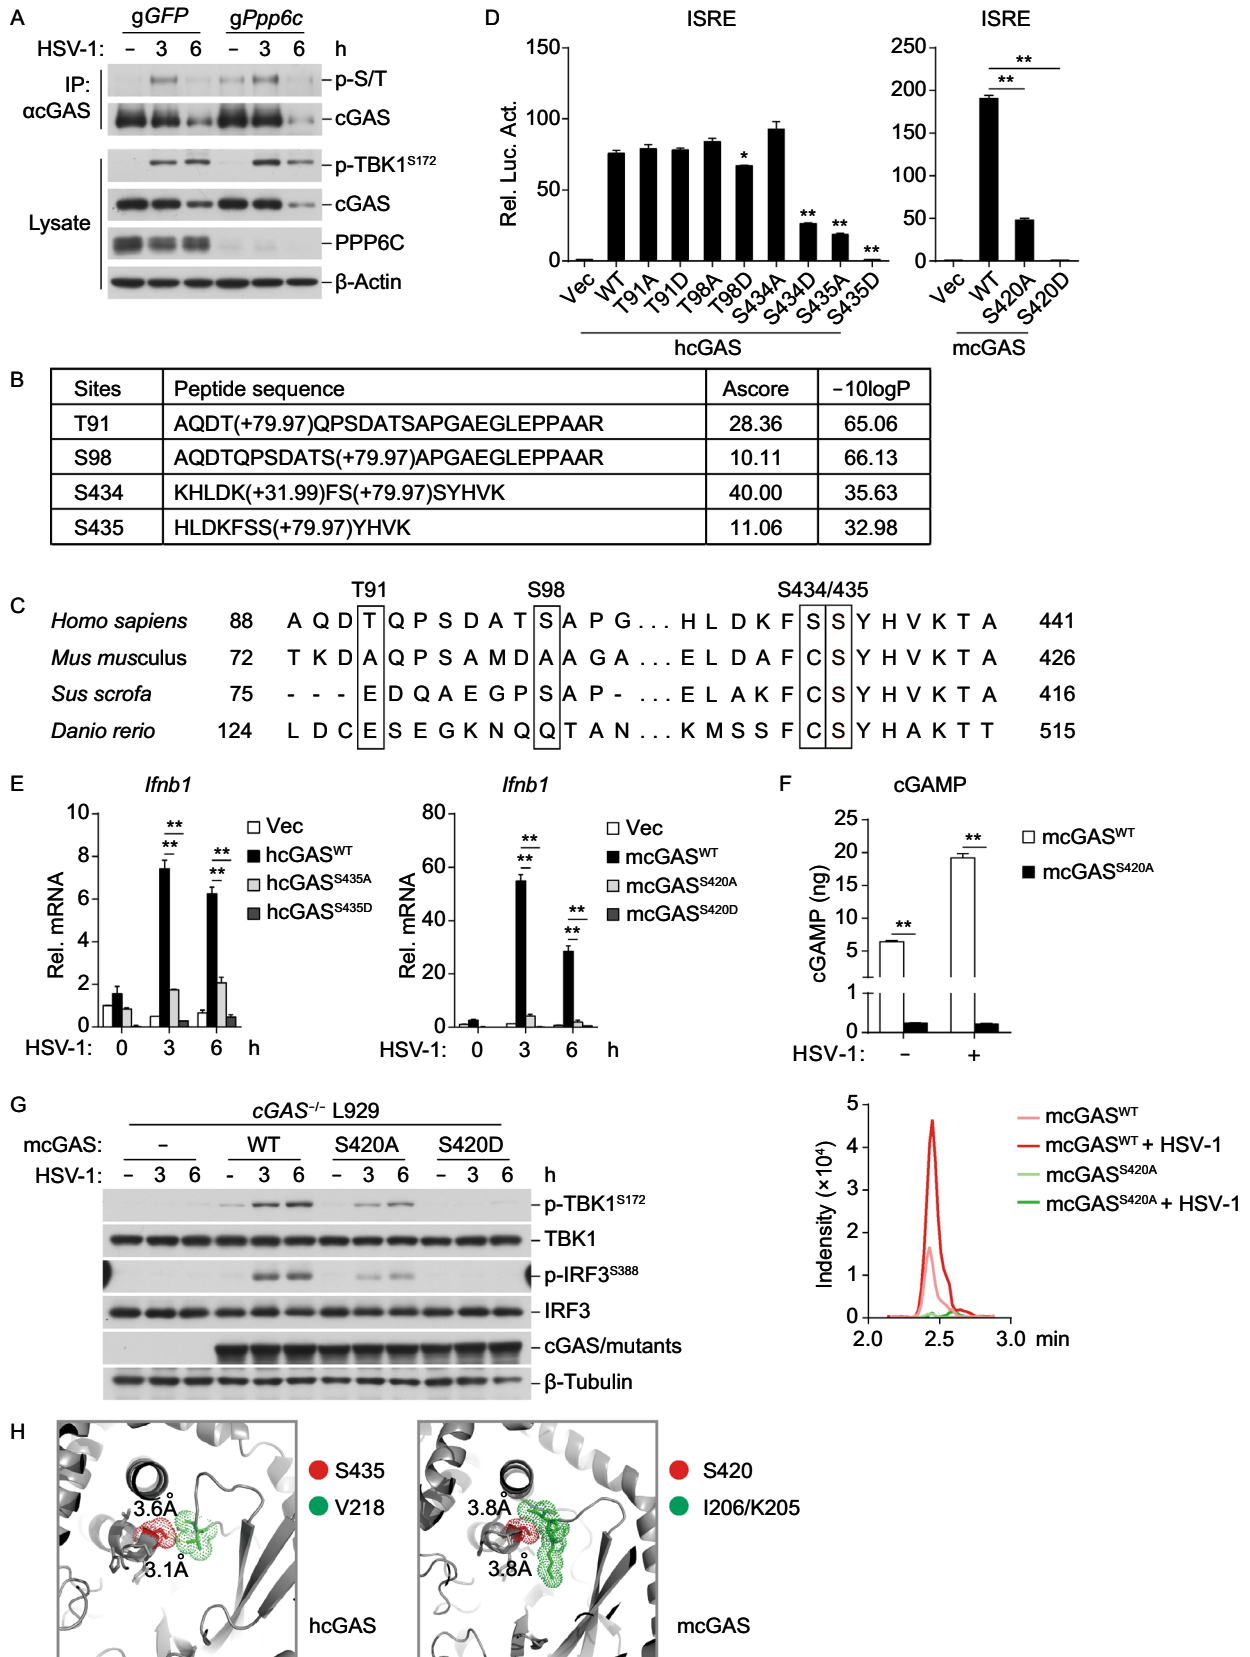 A
gGFP gPpp6c
HSV-1: – 3 6 – 3 6 h
IP: αcGAS
p-S/T
cGAS
Lysate
p-TBK1S172
cGAS
PPP6C
β-Actin
D
ISRE
Rel. Luc. Act.
150
100
50
0
Vec WT T91A T91D T98A T98D S434A S434D S435A S435D
* ** ** **
hcGAS
ISRE
250
200
150
100
50
0
** **
Vec WT S420A S420D
mcGAS
B
Sites Peptide sequence Ascore −10logP
T91 AQDT(+79.97)QPSDATSAPGAEGLEPPAAR 28.36 65.06
S98 AQDTQPSDATS(+79.97)APGAEGLEPPAAR 10.11 66.13
S434 KHLDK(+31.99)FS(+79.97)SYHVK 40.00 35.63
S435 HLDKFSS(+79.97)YHVK 11.06 32.98
C
T91 S98 S434/435
Homo sapiens 88 A Q D T Q P S D A T S A P G ... H L D K F S S Y H V K T A 441
Mus musculus 72 T K D A Q P S A M D A A G A ... E L D A F C S Y H V K T A 426
Sus scrofa 75 - - - E D Q A E G P S A P - ... E L A K F C S Y H V K T A 416
Danio rerio 124 L D C E S E G K N Q Q T A N ... K M S S F C S Y H A K T T 515
E
Ifnb1
Rel. mRNA
10
8
6
4
2
0
** ** ** **
HSV-1: 0 3 6 h
Vec
hcGASWT
hcGASS435A
hcGASS435D
Ifnb1
Rel. mRNA
80
60
40
20
0
** ** ** **
0 3 6 h
HSV-1:
Vec
mcGASWT
mcGASS420A
mcGASS420D
F
cGAMP
cGAMP (ng)
25
20
15
10
5
1
0
** **
HSV-1: – +
mcGASWT
mcGASS420A
Indensity (×10⁴)
5
4
3
2
1
0
2.0 2.5 3.0 min
mcGASWT
mcGASWT + HSV-1
mcGASS420A
mcGASS420A + HSV-1
G
cGAS−/− L929
mcGAS: – WT S420A S420D
HSV-1: – 3 6 – 3 6 – 3 6 – 3 6 h
p-TBK1S172
TBK1
p-IRF3S388
IRF3
cGAS/mutants
β-Tubulin
H
3.6Å
3.1Å
S435
V218
hcGAS
3.8Å
3.8Å
S420
I206/K205
mcGAS